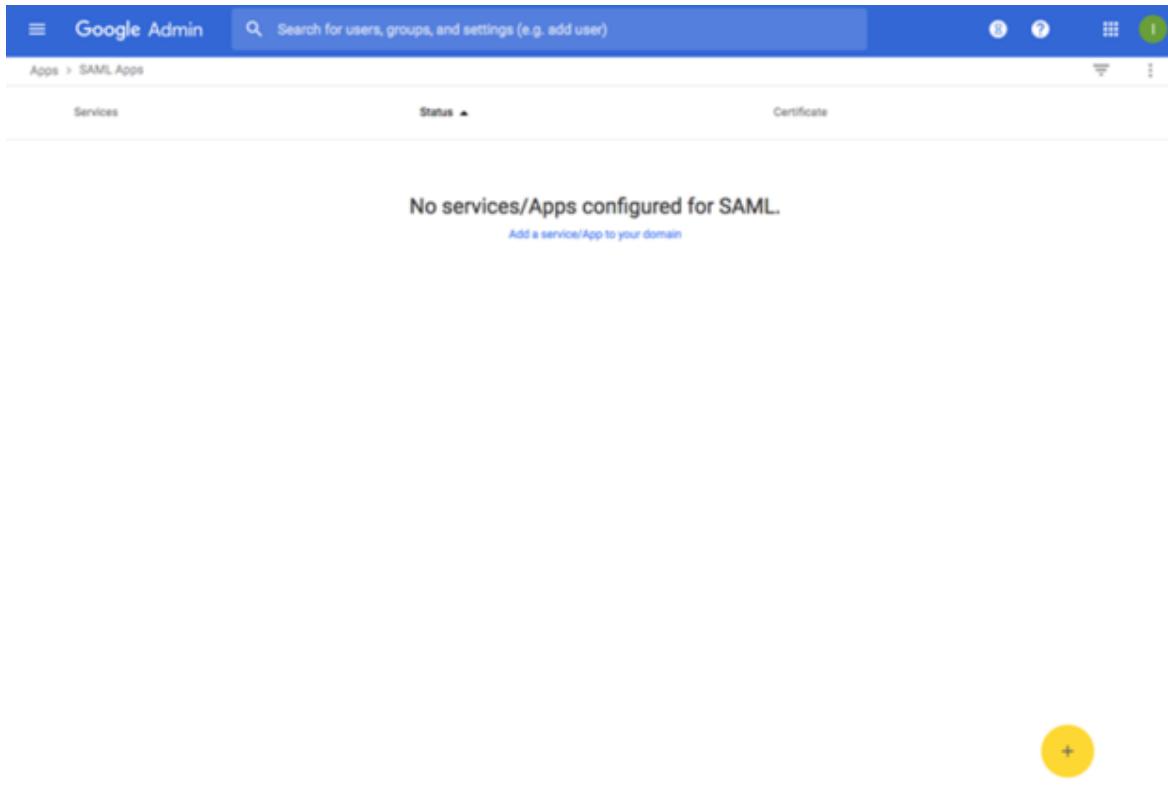 Google Admin
Search for users, groups, and settings (e.g. add user)
8
?
I
Apps > SAML Apps
Services
Status ▲
Certificate
No services/Apps configured for SAML.
Add a service/App to your domain
+